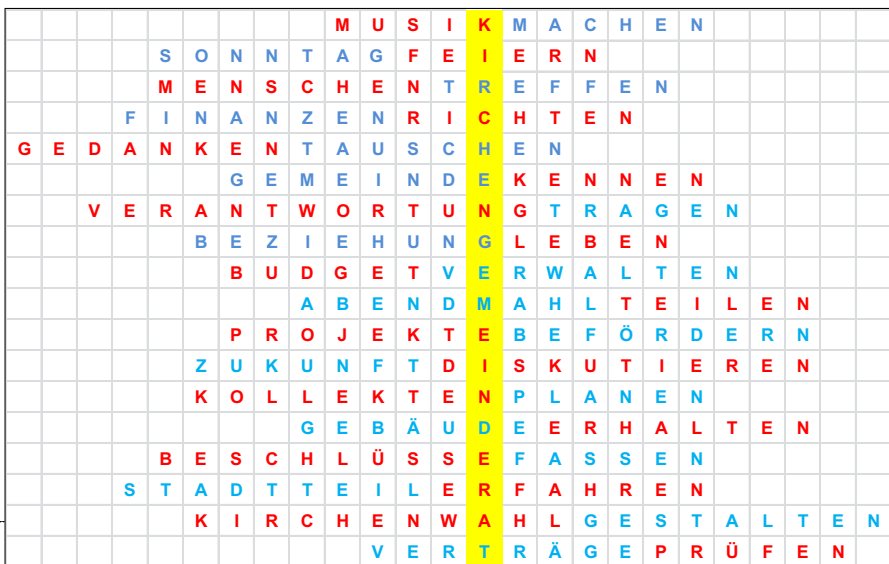 MUSIKMACHEN
SONNTAGFEIERN
MENSCHENTREFFEN
FINANZENRICHTEN
GEDANKENTAUSCHEN
GEMEINDEKENNEN
VERANTWORTUNGTRAGEN
BEZIEHUNGLEBEN
BUDGETVERWALTEN
ABENDMAHLTEILEN
PROJEKTEBEFÖRDERN
ZUKUNFTDISKUTIEREN
KOLLEKTENPLANEN
GEBÄUDEERHALTEN
BESCHLÜSSEFASSEN
STADTTEILERFAHREN
KIRCHENWAHLGESTALTEN
VERTRÄGEPRÜFEN